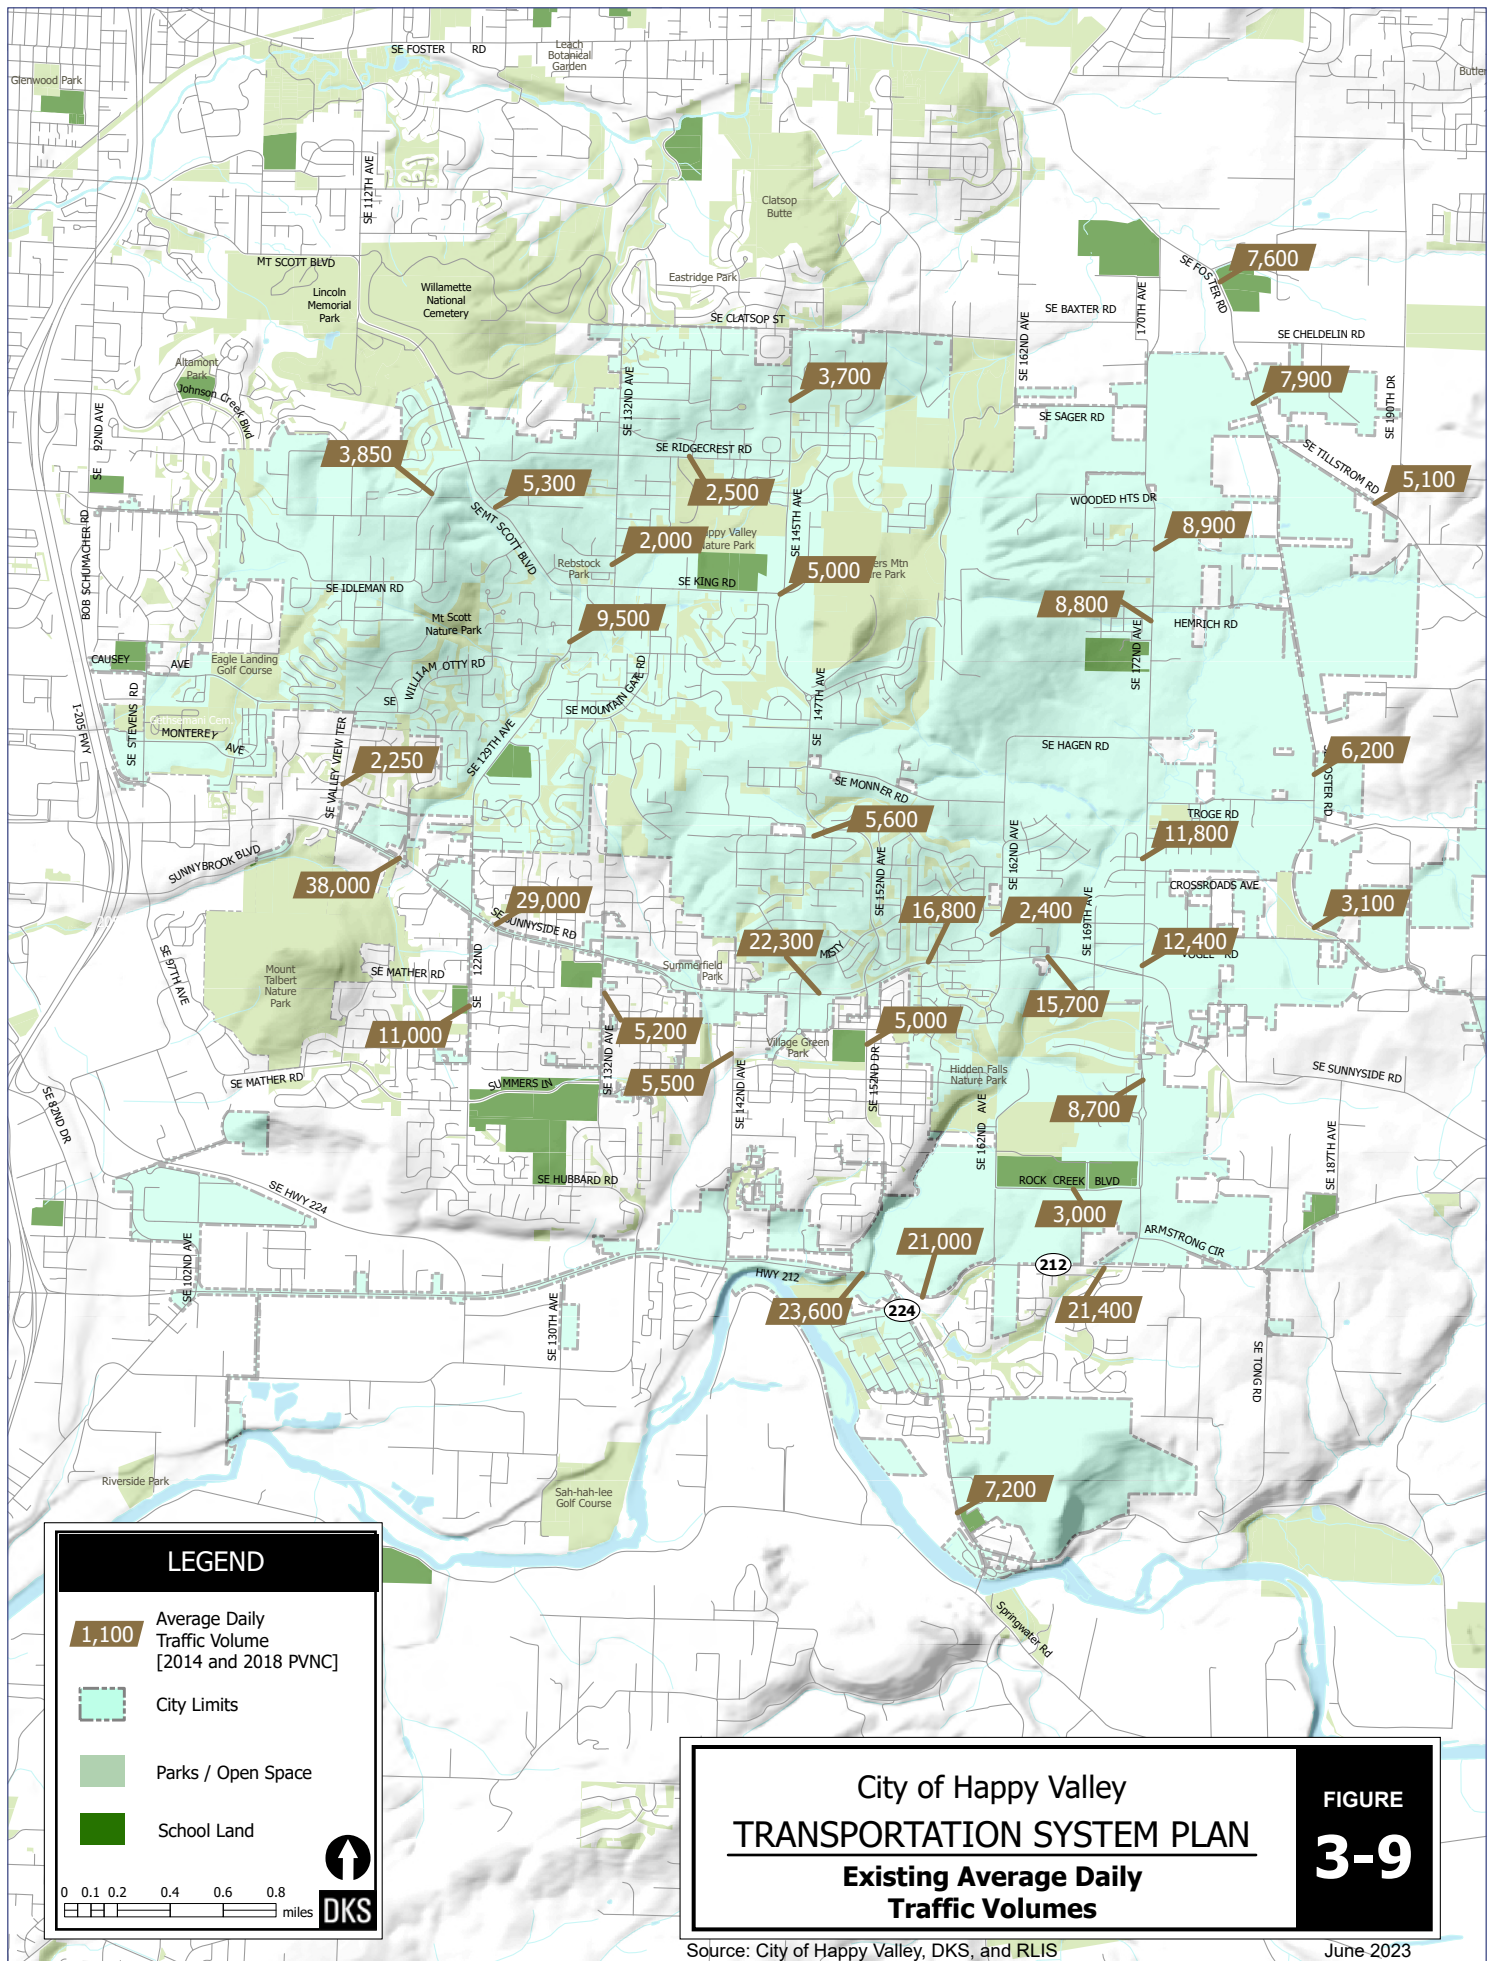 SE FOSTER RD
Leach
Botanical
Garden
Glenwood Park
Butler
SE 112TH AVE
Clatsop
Butte
MT SCOTT BLVD
Lincoln
Memorial
Park
Willamette
National
Cemetery
Eastridge Park
SE CLATSOP ST
SE FOSTER RD
7,600
170TH AVE
SE BAXTER RD
SE 162ND AVE
SE CHELDELIN RD
Altamont
Park
Johnson Creek Blvd
SE 132ND AVE
3,700
7,900
SE 190TH DR
SE 92ND AVE
SE SAGER RD
SE TILLSTROM RD
3,850
SE RIDGECREST RD
5,300
2,500
5,100
WOODED HTS DR
SE 145TH AVE
SE MT SCOTT BLVD
BOB SCHUMACHER RD
2,000
ppy Valley
Nature Park
8,900
Rebstock
Park
5,000
ers Mtn
re Park
SE KING RD
SE IDLEMAN RD
8,800
Mt Scott
Nature Park
9,500
HEMRICH RD
SE 172ND AVE
CAUSEY AVE
Eagle Landing
Golf Course
SE WILLIAM OTTY RD
SE MOUNTAIN GATE RD
SE STEVENS RD
I-205 FWY
Gethsemani Cem.
MONTEREY AVE
SE 147TH AVE
SE 129TH AVE
SE VALLEY VIEW TER
SE HAGEN RD
6,200
2,250
SE MONNER RD
OSTER RD
TROGE RD
5,600
11,800
SUNNYBROOK BLVD
SE 162ND AVE
SE 152ND AVE
38,000
CROSSROADS AVE
29,000
SE SUNNYSIDE RD
16,800
2,400
SE 169TH AVE
3,100
22,300
MISTY
12,400
RD
SE 97TH AVE
SE 122ND
SE MATHER RD
Mount
Talbert
Nature
Park
Summerfield
Park
15,700
11,000
5,200
5,000
SE 132ND AVE
Village Green
Park
5,500
SE MATHER RD
SUMMERS LN
SE 142ND AVE
SE 152ND DR
Hidden Falls
Nature Park
SE SUNNYSIDE RD
8,700
SE 82ND DR
SE 162ND AVE
SE 187TH AVE
SE HUBBARD RD
ROCK CREEK BLVD
SE HWY 224
3,000
ARMSTRONG CIR
21,000
SE 102ND AVE
212
HWY 212
23,600
224
21,400
SE 130TH AVE
SE TONG RD
Riverside Park
Sah-hah-lee
Golf Course
7,200
Springwater Rd
LEGEND
1,100
Average Daily
Traffic Volume
[2014 and 2018 PVNC]
City Limits
Parks / Open Space
School Land
0 0.1 0.2 0.4 0.6 0.8
miles
DKS
City of Happy Valley
TRANSPORTATION SYSTEM PLAN
Existing Average Daily
Traffic Volumes
FIGURE
3-9
Source: City of Happy Valley, DKS, and RLIS
June 2023